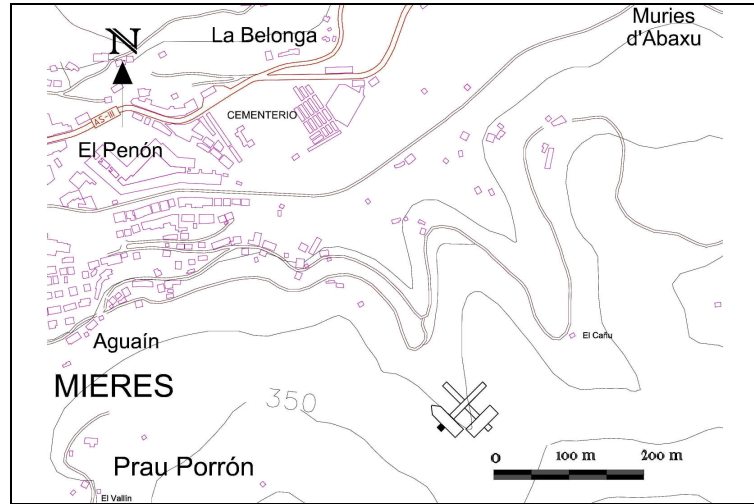 N
La Belonga
Muries
d'Abaxu
CEMENTERIO
AS-III
El Penón
Aguaín
El Cañu
MIERES
350
Prau Porrón
El Vallín
0 100 m 200 m